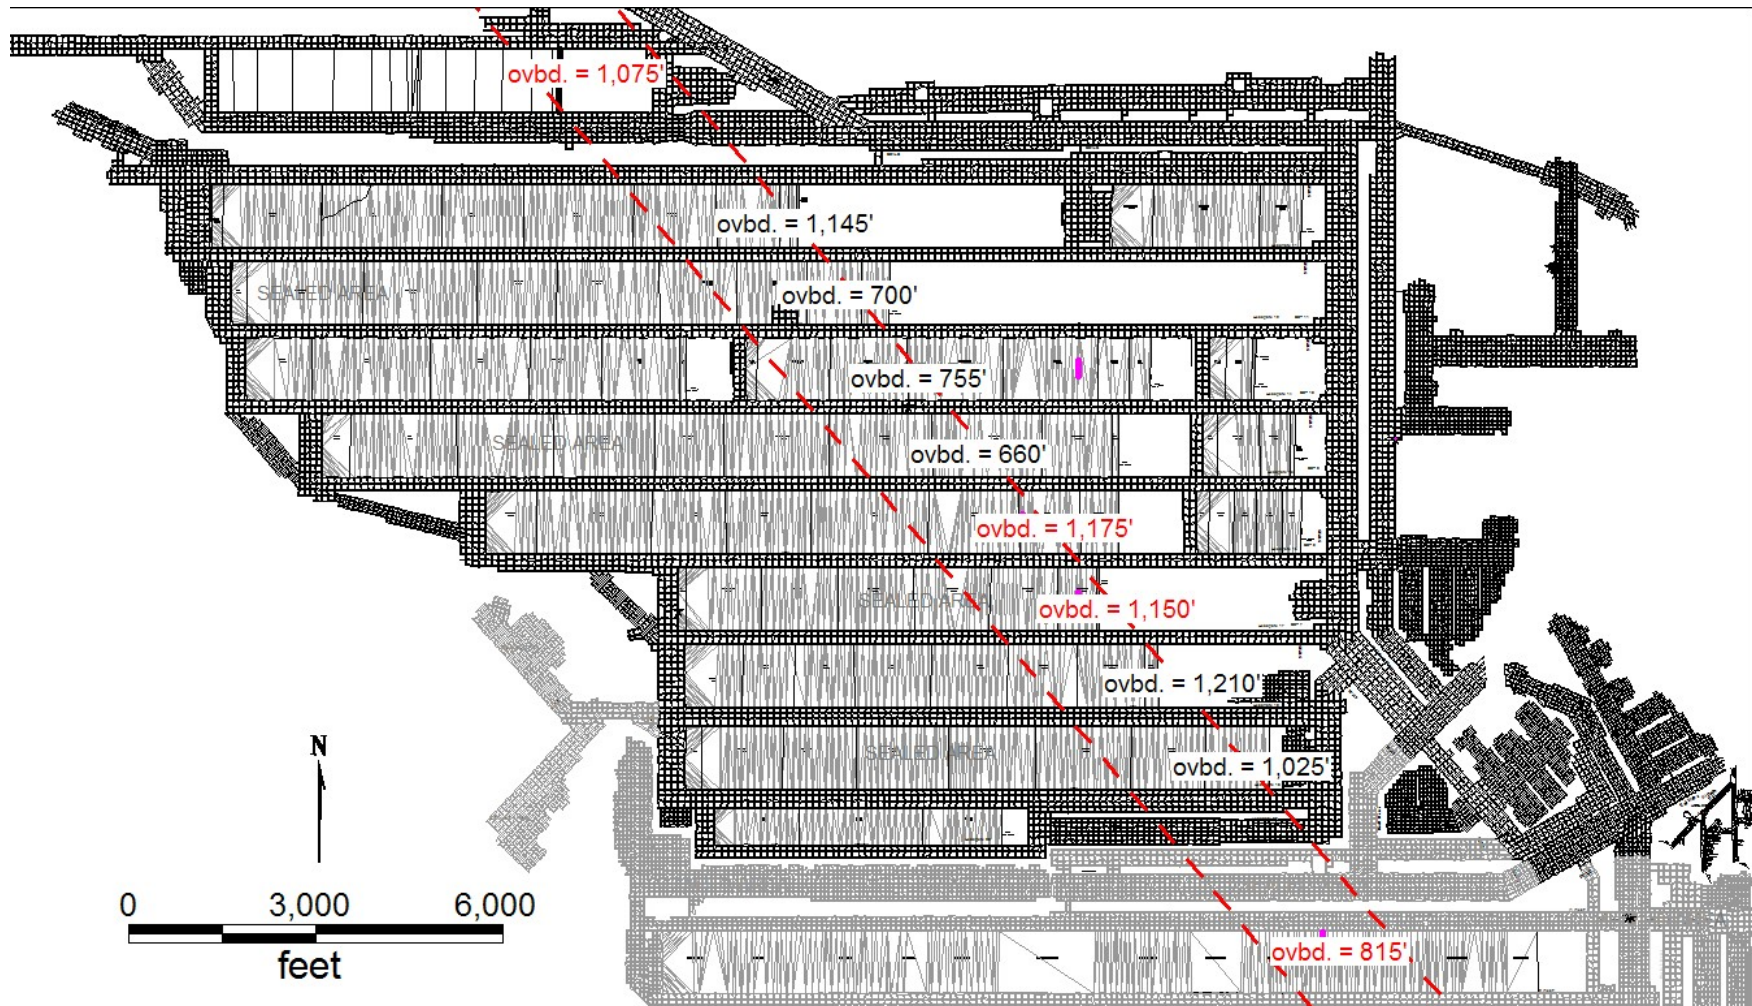 ovbd. = 1,075'
ovbd. = 1,145'
SEALED AREA
ovbd. = 700'
ovbd. = 755'
SEALED AREA
ovbd. = 660'
ovbd. = 1,175'
SEALED AREA
ovbd. = 1,150'
ovbd. = 1,210'
N
SEALED AREA
ovbd. = 1,025'
0 3,000 6,000
feet
ovbd. = 815'